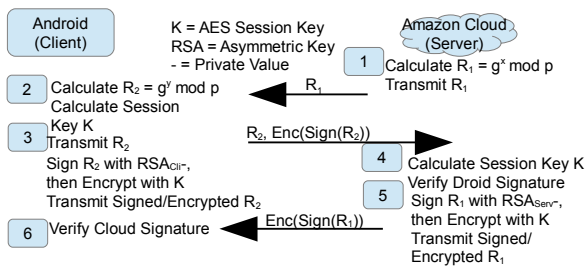 Android
(Client)
K = AES Session Key
RSA = Asymmetric Key
- = Private Value
Amazon Cloud
(Server)
1
Calculate R₁ = gˣ mod p
Transmit R₁
R₁
2
Calculate R₂ = gʸ mod p
Calculate Session
Key K
3
Transmit R₂
Sign R₂ with RSA_Cli-,
then Encrypt with K
Transmit Signed/Encrypted R₂
R₂, Enc(Sign(R₂))
4
Calculate Session Key K
Verify Droid Signature
5
Sign R₁ with RSA_Serv-,
then Encrypt with K
Transmit Signed/
Encrypted R₁
Enc(Sign(R₁))
6
Verify Cloud Signature